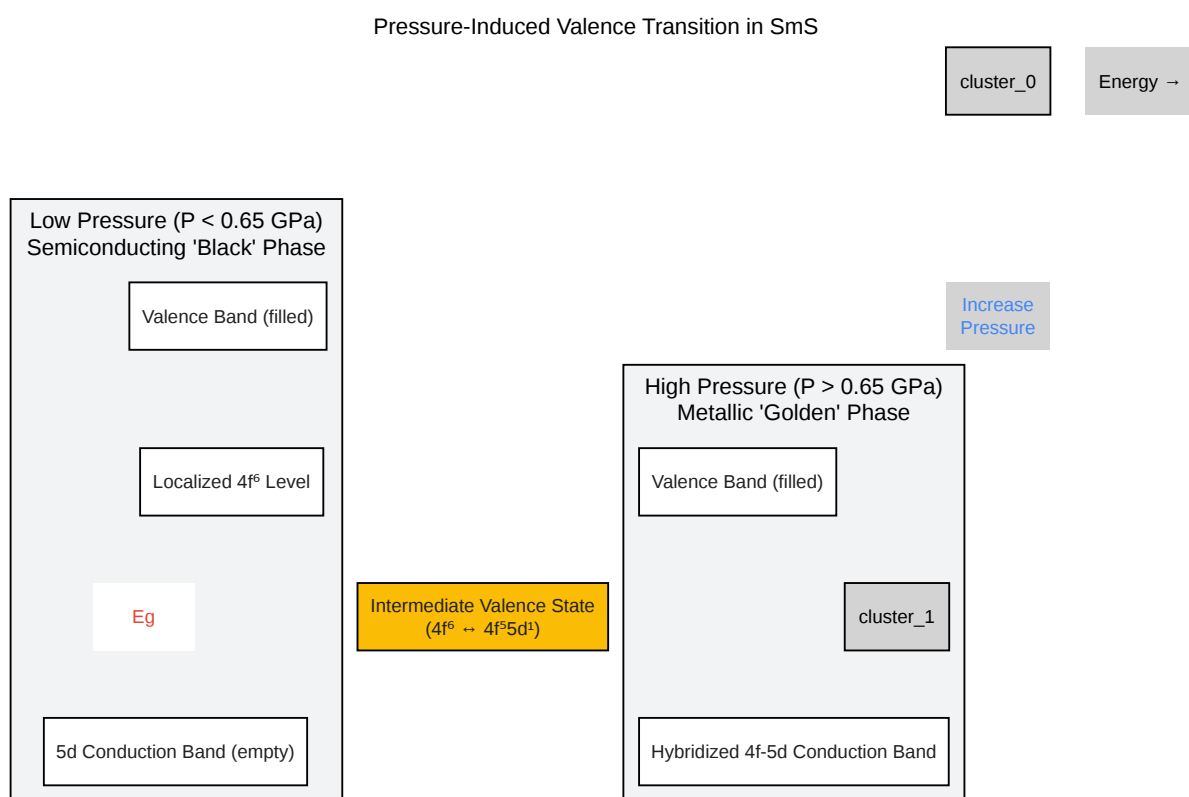 Pressure-Induced Valence Transition in SmS
cluster_0
Energy →
Low Pressure (P < 0.65 GPa)
Semiconducting 'Black' Phase
Valence Band (filled)
Increase
Pressure
High Pressure (P > 0.65 GPa)
Metallic 'Golden' Phase
Localized 4f⁶ Level
Valence Band (filled)
Eg
Intermediate Valence State
(4f⁶ ↔ 4f⁵5d¹)
cluster_1
5d Conduction Band (empty)
Hybridized 4f-5d Conduction Band